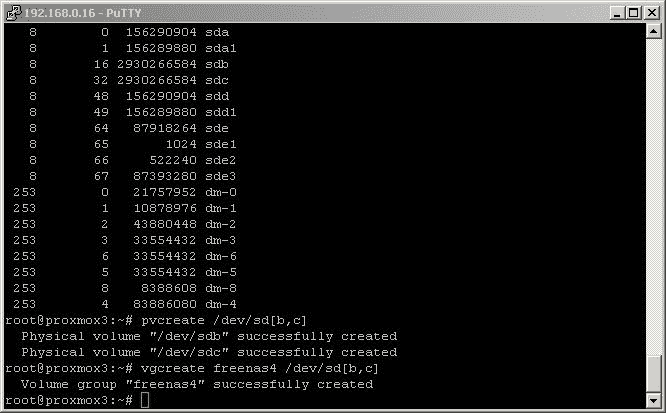 192.168.0.16 - PuTTY
8 0 156290904 sda
8 1 156289880 sda1
8 16 2930266584 sdb
8 32 2930266584 sdc
8 48 156290904 sdd
8 49 156289880 sdd1
8 64 87918264 sde
8 65 1024 sde1
8 66 522240 sde2
8 67 87393280 sde3
253 0 21757952 dm-0
253 1 10878976 dm-1
253 2 43880448 dm-2
253 3 33554432 dm-3
253 6 33554432 dm-6
253 5 33554432 dm-5
253 8 8388608 dm-8
253 4 83886080 dm-4
root@proxmox3:~# pvcreate /dev/sd[b,c]
Physical volume "/dev/sdb" successfully created
Physical volume "/dev/sdc" successfully created
root@proxmox3:~# vgcreate freenas4 /dev/sd[b,c]
Volume group "freenas4" successfully created
root@proxmox3:~#